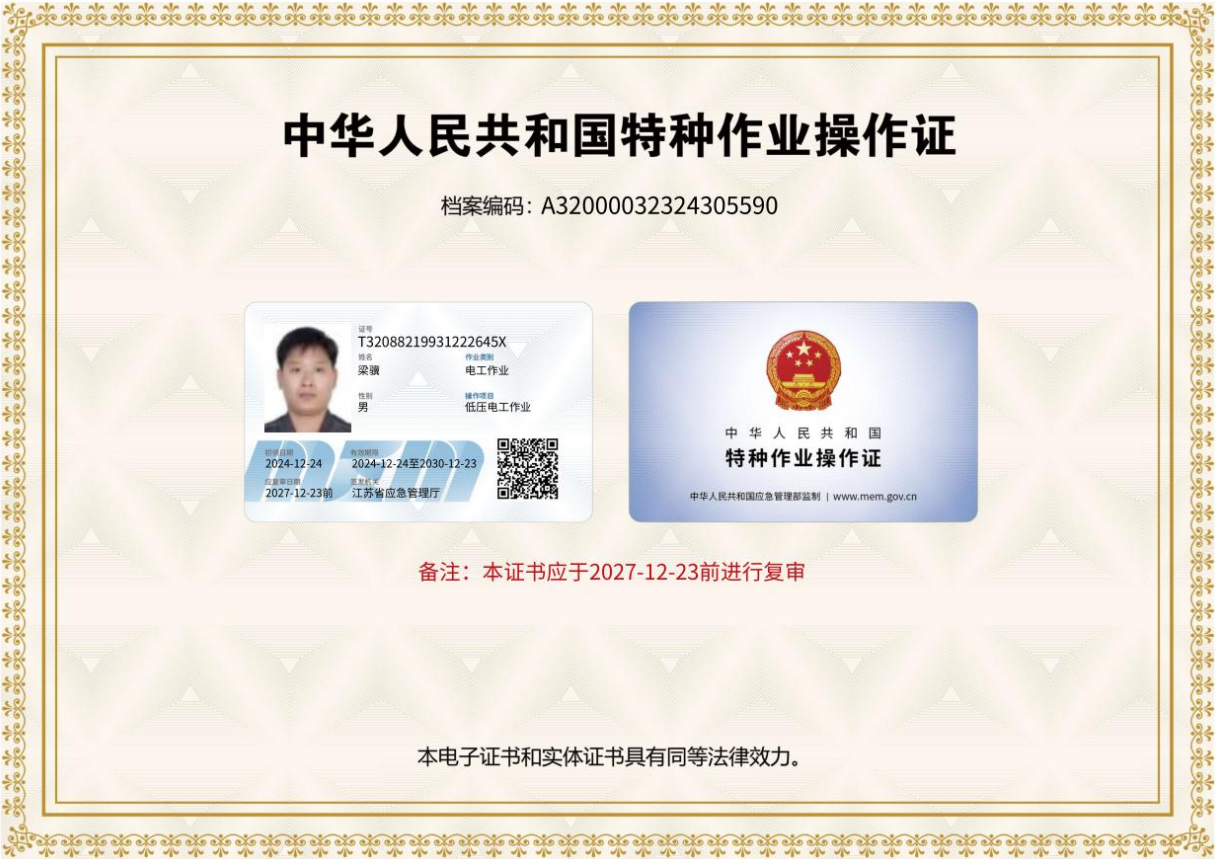 中华人民共和国特种作业操作证
档案编码：A32000032324305590
证号
T32088219931222645X
姓名
作业类别
梁骥
电工作业
性别
操作项目
男
低压电工作业
初领日期
有效期限
2024-12-24
2024-12-24至2030-12-23
应复审日期
签发机关
2027-12-23前
江苏省应急管理厅
中华人民共和国
特种作业操作证
中华人民共和国应急管理部监制 | www.mem.gov.cn
备注：本证书应于2027-12-23前进行复审
本电子证书和实体证书具有同等法律效力。